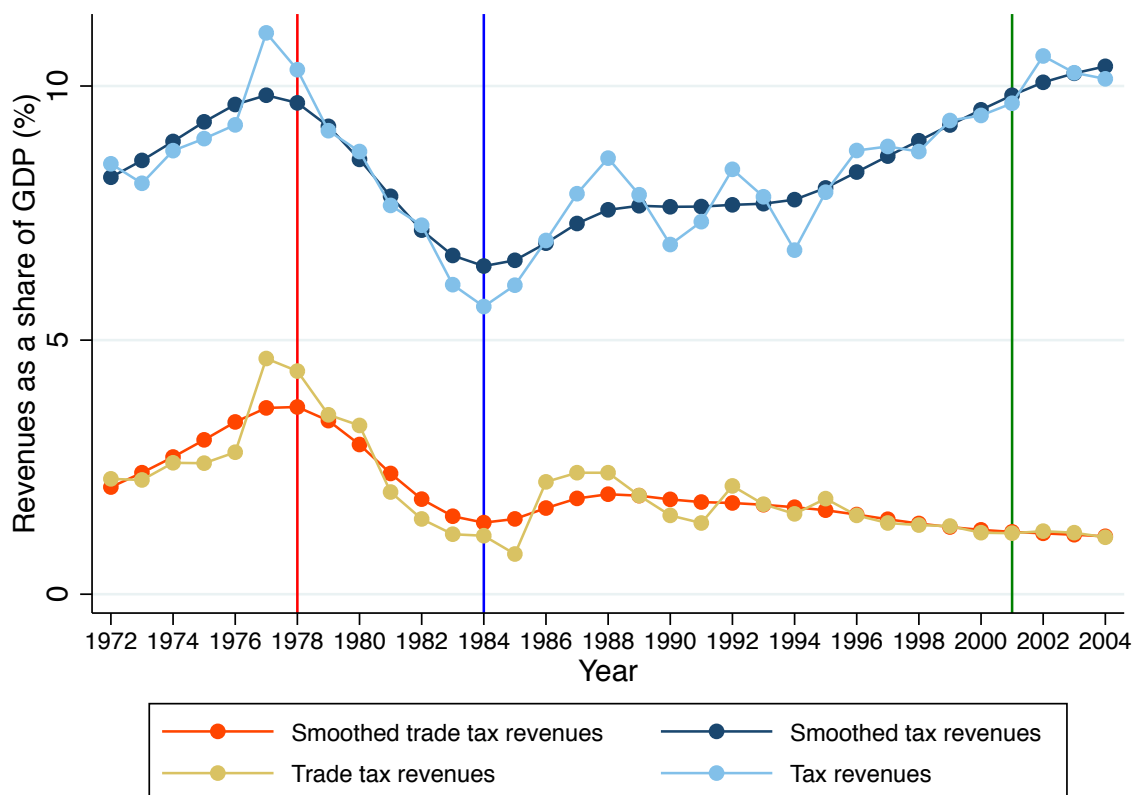 Revenues as a share of GDP (%)
10
5
0
1972 1974 1976 1978 1980 1982 1984 1986 1988 1990 1992 1994 1996 1998 2000 2002 2004
Year
Smoothed trade tax revenues Smoothed tax revenues
Trade tax revenues Tax revenues